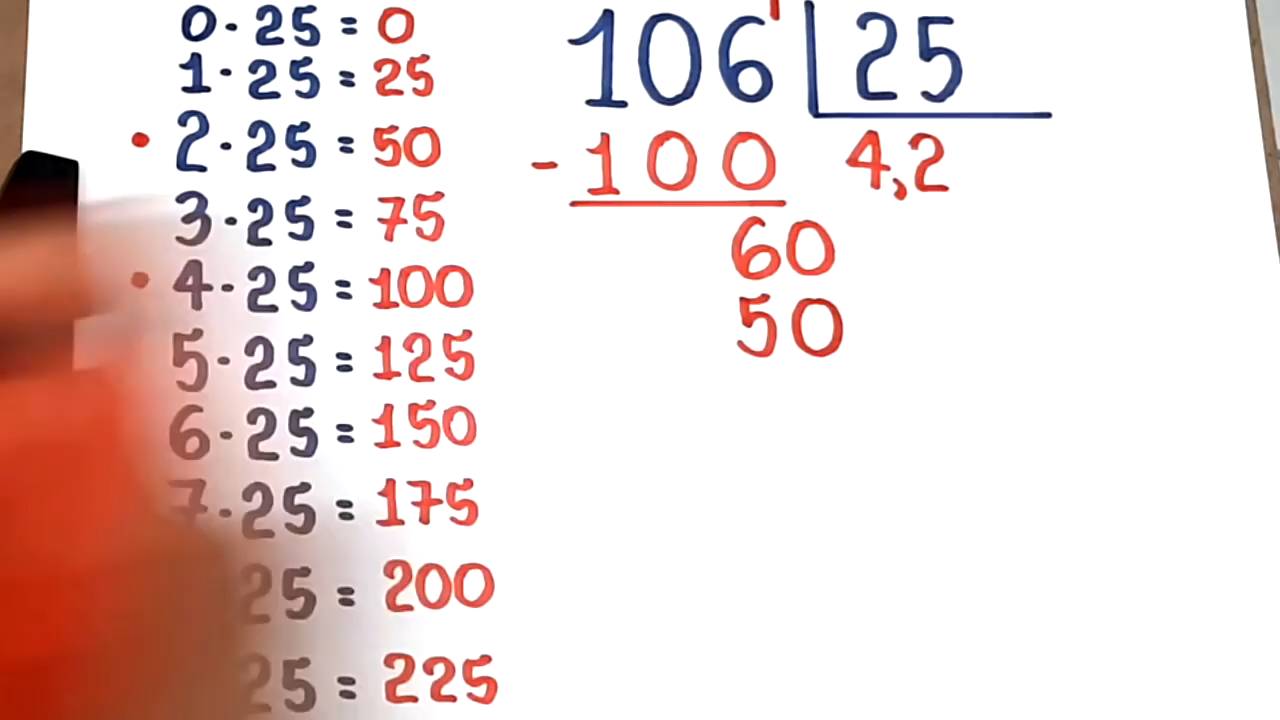 0 · 25 = 0
1 · 25 = 25
• 2 · 25 = 50
3 · 25 = 75
• 4 · 25 = 100
5 · 25 = 125
6 · 25 = 150
7 · 25 = 175
25 = 200
25 = 225
106' 25
- 100 4,2
60
50